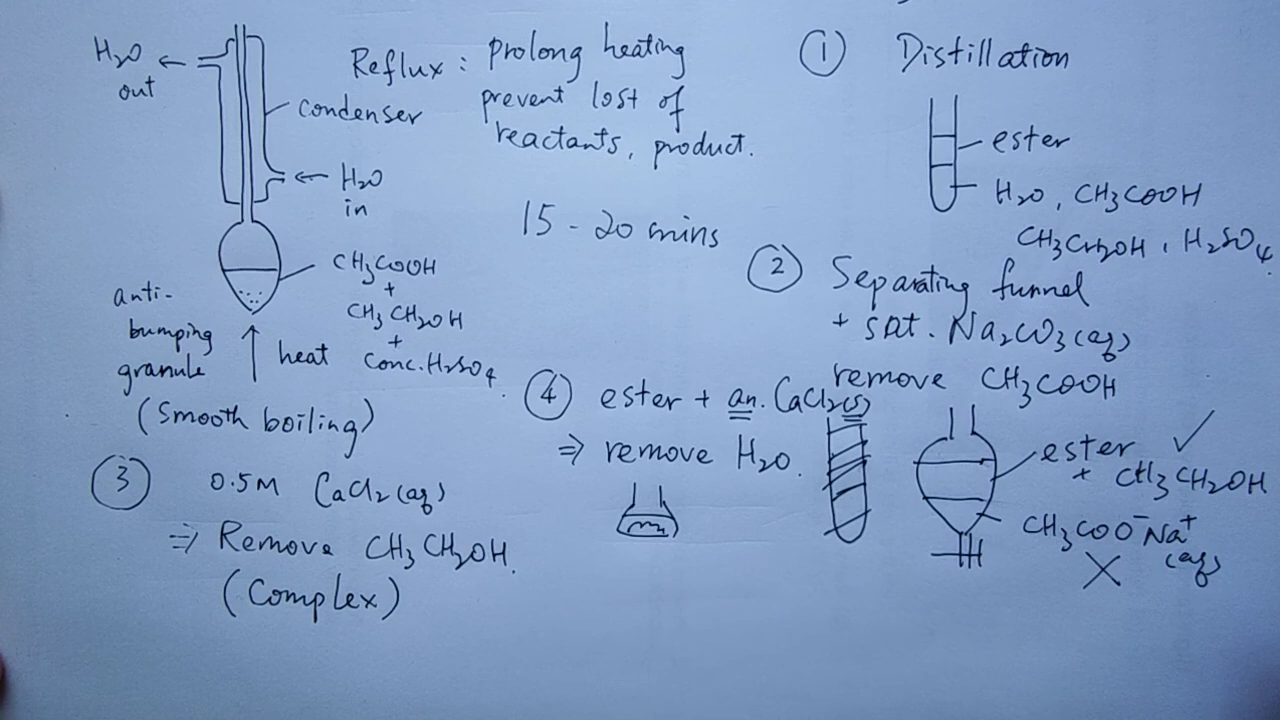 H2O
out
condenser
H2O
in
CH3COOH
+
CH3CH2OH
+
Conc. H2SO4
anti-
bumping
granule
heat
(Smooth boiling)
Reflux : prolong heating
prevent lost of
reactants, product.
15 - 20 mins
① Distillation
ester
H2O, CH3COOH
CH3CH2OH, H2SO4.
② Separating funnel
+ sat. Na2CO3(aq)
remove CH3COOH
ester ✓
+ CH3CH2OH
CH3COO⁻Na⁺
(aq)
X
③ 0.5M CaCl2(aq)
⇒ Remove CH3CH2OH.
(Complex)
④ ester + an. CaCl2(s)
⇒ remove H2O.